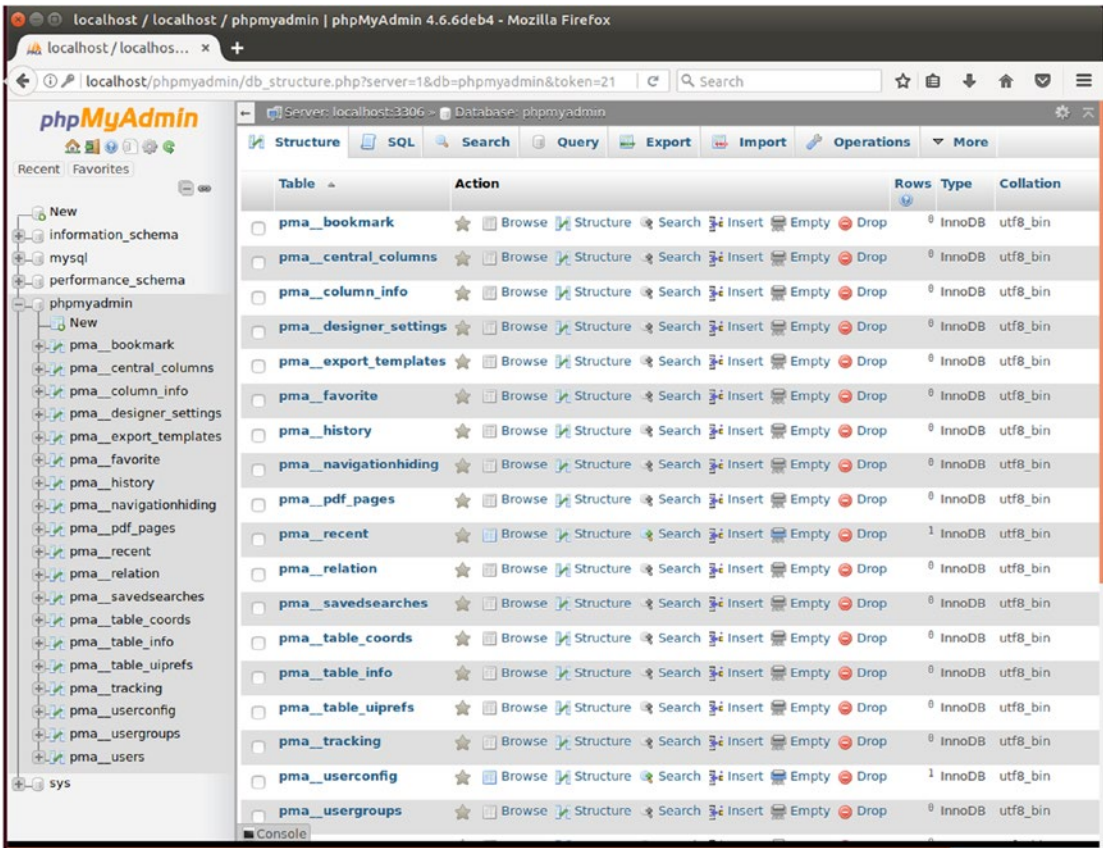 localhost / localhost / phpmyadmin | phpMyAdmin 4.6.6deb4 - Mozilla Firefox
localhost / localhos... ×
localhost/phpmyadmin/db_structure.php?server=1&db=phpmyadmin&token=21 Search
phpMyAdmin
Recent Favorites
New
information_schema
mysql
performance_schema
phpmyadmin
New
pma__bookmark
pma__central_columns
pma__column_info
pma__designer_settings
pma__export_templates
pma__favorite
pma__history
pma__navigationhiding
pma__pdf_pages
pma__recent
pma__relation
pma__savedsearches
pma__table_coords
pma__table_info
pma__table_uiprefs
pma__tracking
pma__userconfig
pma__usergroups
pma__users
sys
Server: localhost:3306 » Database: phpmyadmin
Structure SQL Search Query Export Import Operations More
Table Action Rows Type Collation
pma__bookmark Browse Structure Search Insert Empty Drop 0 InnoDB utf8_bin
pma__central_columns Browse Structure Search Insert Empty Drop 0 InnoDB utf8_bin
pma__column_info Browse Structure Search Insert Empty Drop 0 InnoDB utf8_bin
pma__designer_settings Browse Structure Search Insert Empty Drop 0 InnoDB utf8_bin
pma__export_templates Browse Structure Search Insert Empty Drop 0 InnoDB utf8_bin
pma__favorite Browse Structure Search Insert Empty Drop 0 InnoDB utf8_bin
pma__history Browse Structure Search Insert Empty Drop 0 InnoDB utf8_bin
pma__navigationhiding Browse Structure Search Insert Empty Drop 0 InnoDB utf8_bin
pma__pdf_pages Browse Structure Search Insert Empty Drop 0 InnoDB utf8_bin
pma__recent Browse Structure Search Insert Empty Drop 1 InnoDB utf8_bin
pma__relation Browse Structure Search Insert Empty Drop 0 InnoDB utf8_bin
pma__savedsearches Browse Structure Search Insert Empty Drop 0 InnoDB utf8_bin
pma__table_coords Browse Structure Search Insert Empty Drop 0 InnoDB utf8_bin
pma__table_info Browse Structure Search Insert Empty Drop 0 InnoDB utf8_bin
pma__table_uiprefs Browse Structure Search Insert Empty Drop 0 InnoDB utf8_bin
pma__tracking Browse Structure Search Insert Empty Drop 0 InnoDB utf8_bin
pma__userconfig Browse Structure Search Insert Empty Drop 1 InnoDB utf8_bin
pma__usergroups Browse Structure Search Insert Empty Drop 0 InnoDB utf8_bin
Console